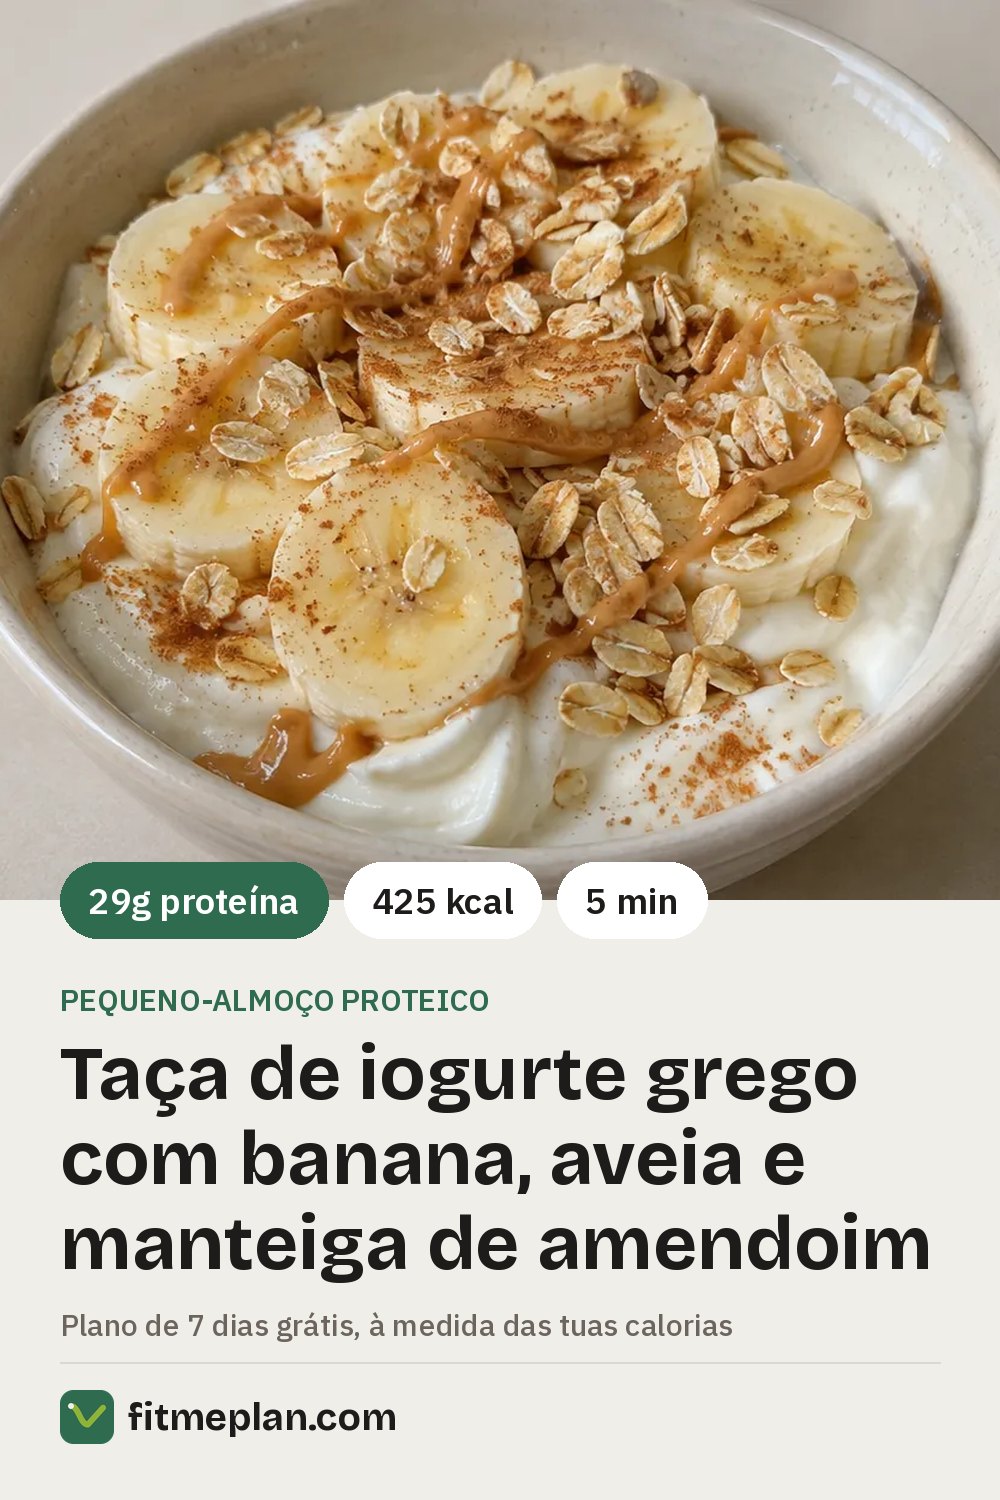 29g proteína
425 kcal
5 min
PEQUENO-ALMOÇO PROTEICO
Taça de iogurte grego
com banana, aveia e
manteiga de amendoim
Plano de 7 dias grátis, à medida das tuas calorias
fitmeplan.com